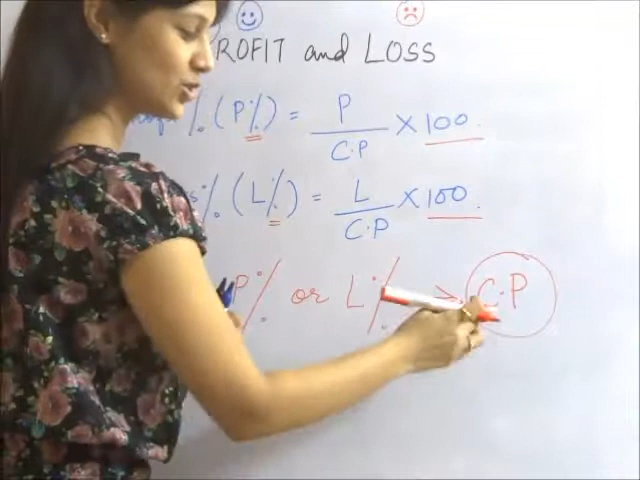 ROFIT and LOSS
% (P%) = P / C.P × 100
% (L%) = L / C.P × 100
P% or L% > C.P